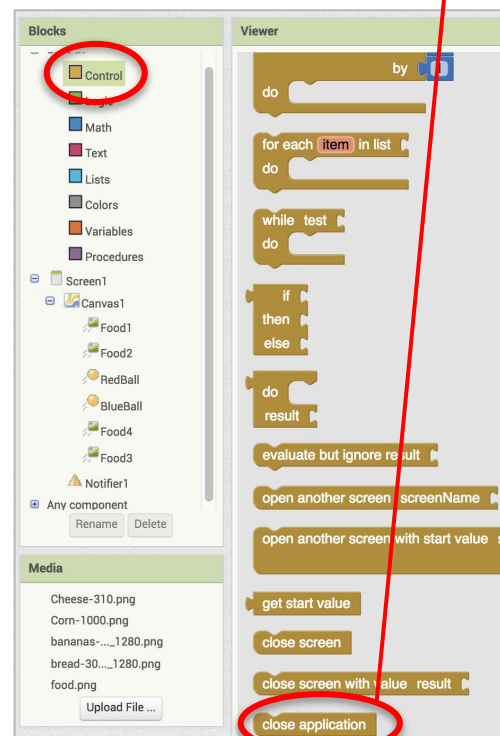 Blocks
Control
Logic
Math
Text
Lists
Colors
Variables
Procedures
Screen1
Canvas1
Food1
Food2
RedBall
BlueBall
Food4
Food3
Notifier1
Any component
Rename Delete
Media
Cheese-310.png
Corn-1000.png
bananas-..._1280.png
bread-30..._1280.png
food.png
Upload File ...
Viewer
by
do
for each item in list
do
while test
do
if
then
else
do
result
evaluate but ignore result
open another screen screenName
open another screen with start value
get start value
close screen
close screen with value result
close application